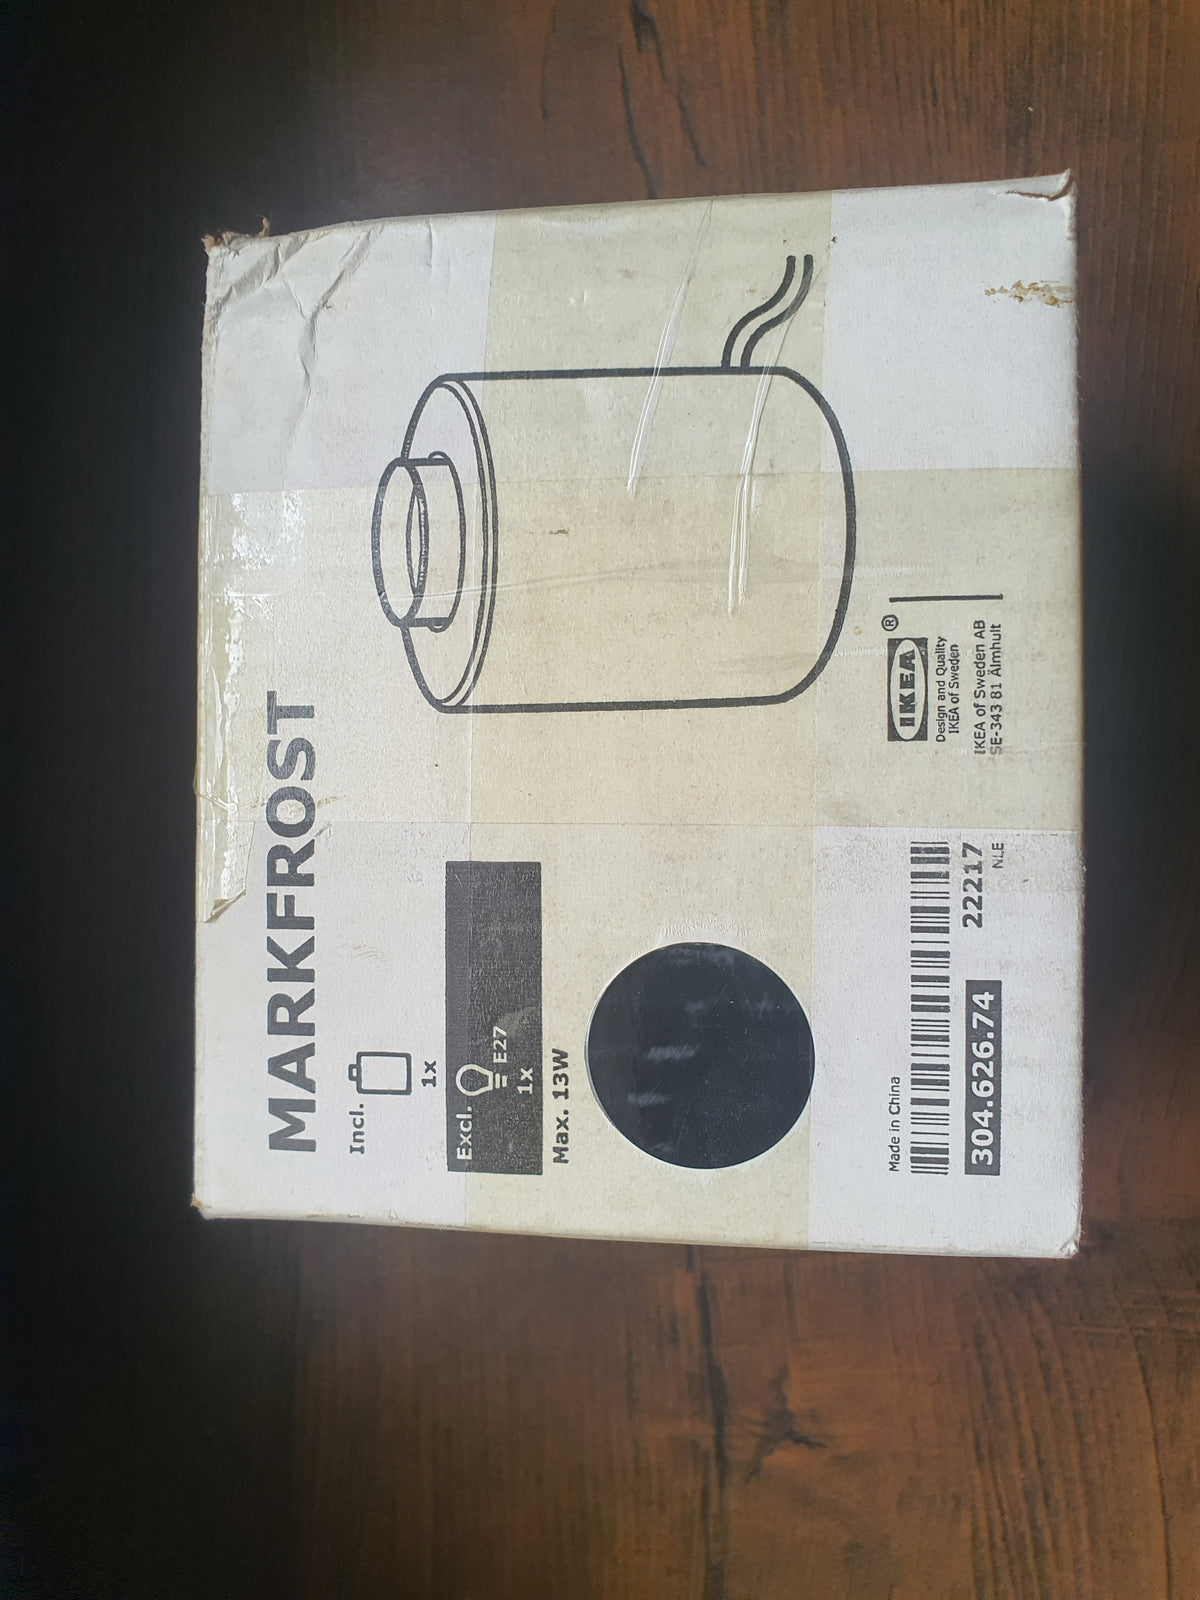 MARKFROST
Incl.
1x
Excl.
E27
1x
Max. 13W
IKEA®
Design and Quality
IKEA of Sweden
IKEA of Sweden AB
SE-343 81 Älmhult
Made in China
304.626.74
22217
NLE